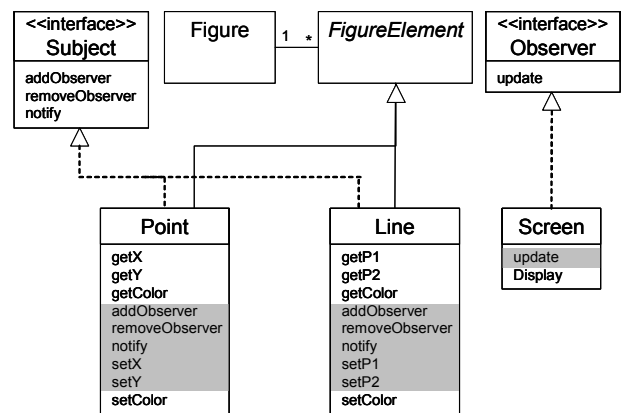 <<interface>>
Subject
addObserver
removeObserver
notify
Figure
1
*
FigureElement
<<interface>>
Observer
update
Point
getX
getY
getColor
addObserver
removeObserver
notify
setX
setY
setColor
Line
getP1
getP2
getColor
addObserver
removeObserver
notify
setP1
setP2
setColor
Screen
update
Display